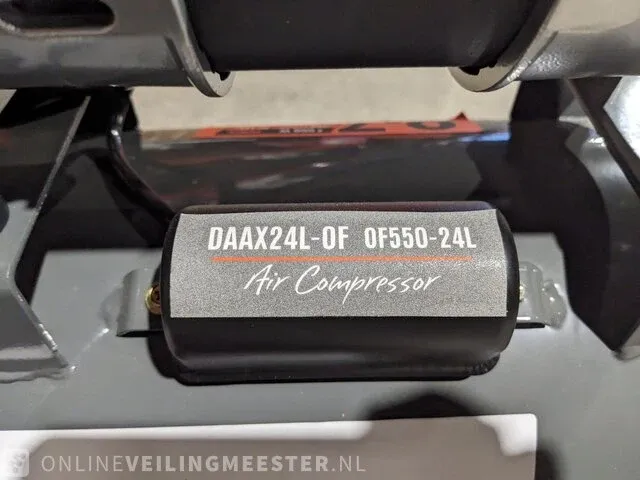 DAAX24L-OF OF550-24L
Air Compressor
ONLINEVEILINGMEESTER.NL